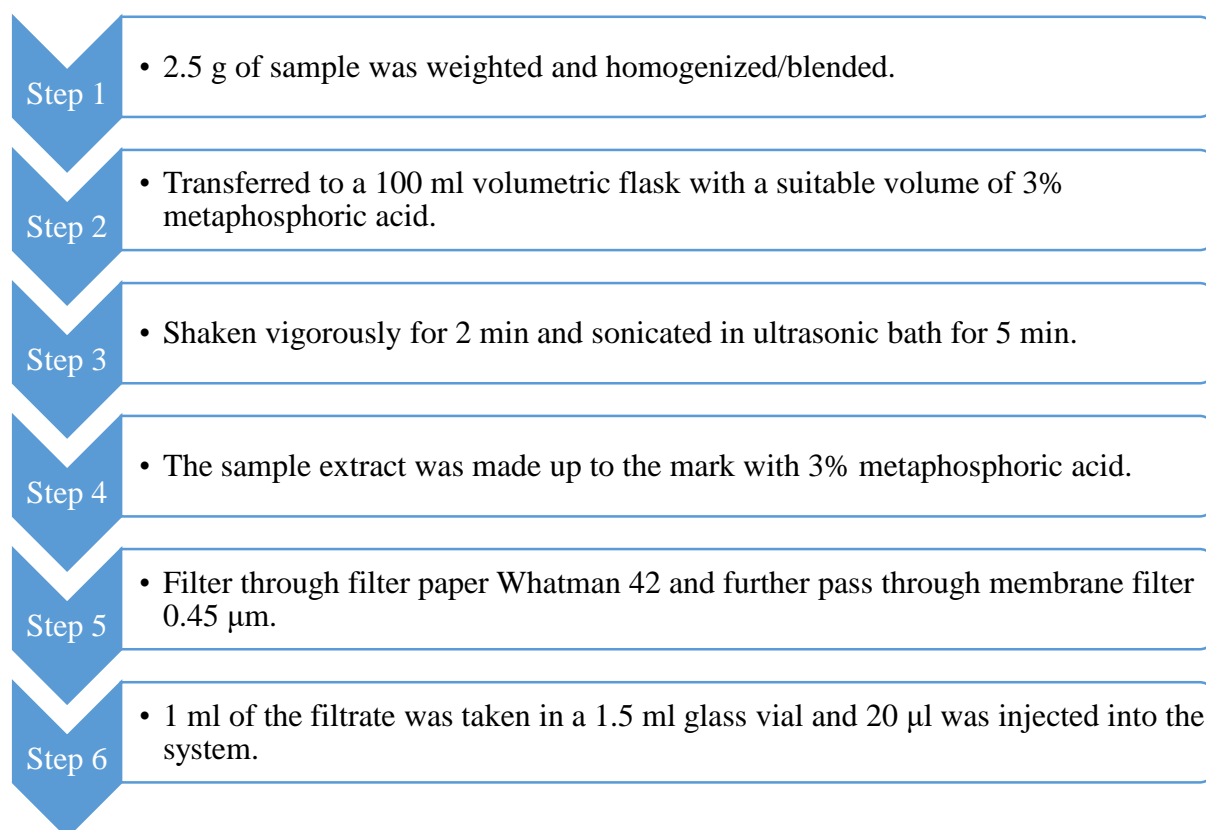 Step 1
• 2.5 g of sample was weighted and homogenized/blended.
Step 2
• Transferred to a 100 ml volumetric flask with a suitable volume of 3%
metaphosphoric acid.
Step 3
• Shaken vigorously for 2 min and sonicated in ultrasonic bath for 5 min.
Step 4
• The sample extract was made up to the mark with 3% metaphosphoric acid.
Step 5
• Filter through filter paper Whatman 42 and further pass through membrane filter
0.45 μm.
Step 6
• 1 ml of the filtrate was taken in a 1.5 ml glass vial and 20 μl was injected into the
system.